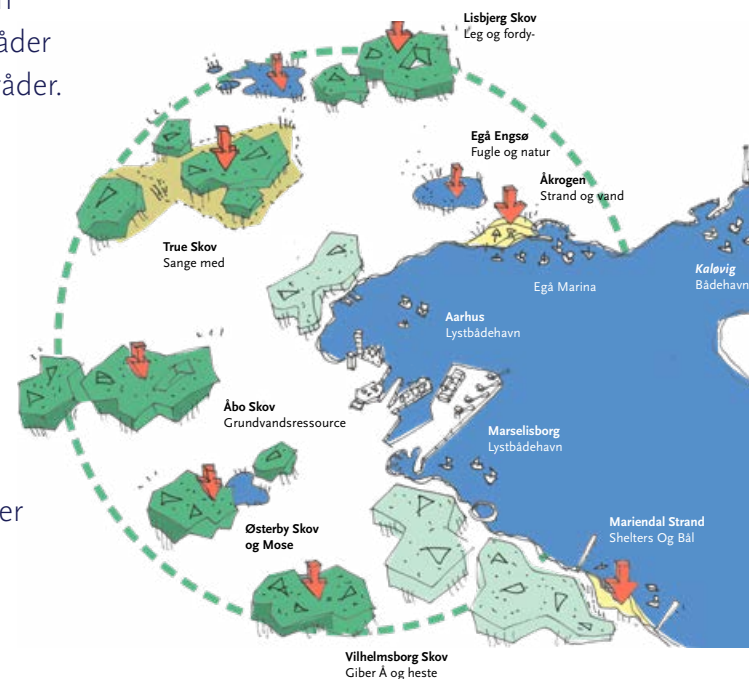 åder
råder.
er
Lisbjerg Skov
Leg og fordy-
Egå Engsø
Fugle og natur
Åkrogen
Strand og vand
True Skov
Sange med
Egå Marina
Kaløvig
Bådehavn
Aarhus
Lystbådehavn
Åbo Skov
Grundvandsressource
Marselisborg
Lystbådehavn
Østerby Skov
og Mose
Mariendal Strand
Shelters Og Bål
Vilhelmsborg Skov
Giber Å og heste